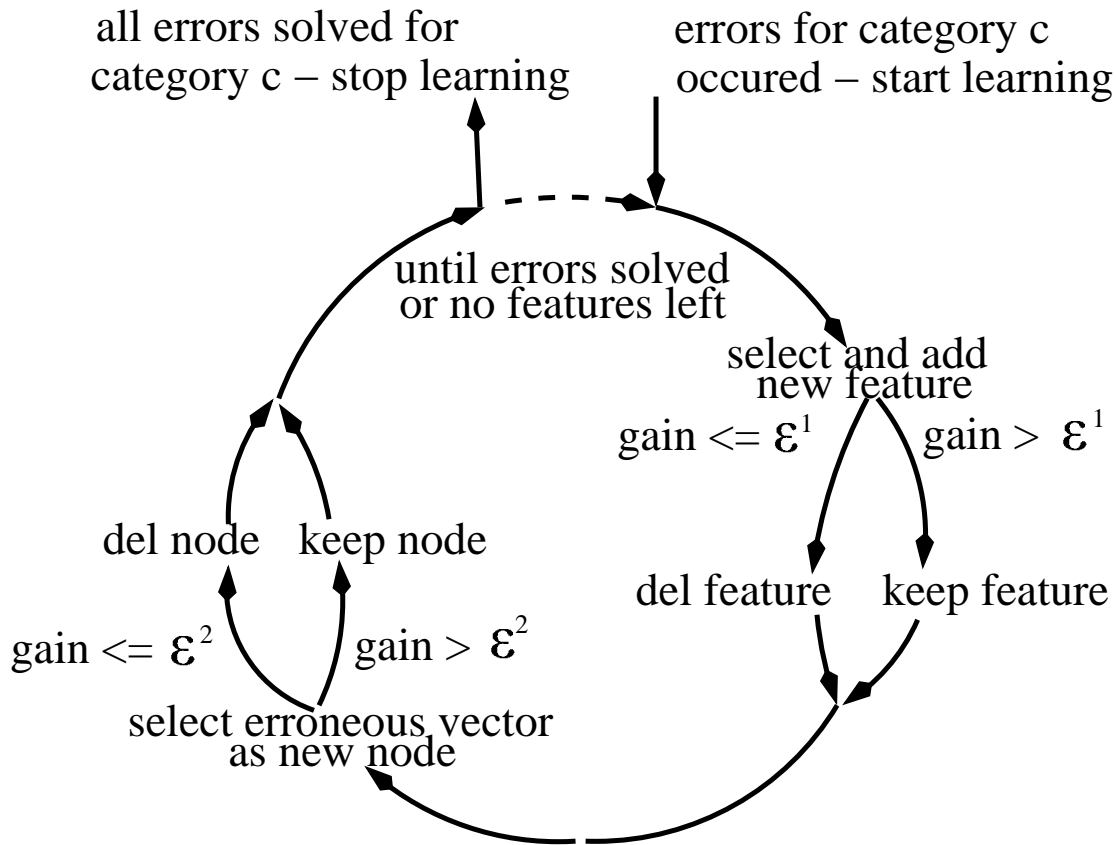 all errors solved for
category c – stop learning
errors for category c
occured – start learning
until errors solved
or no features left
select and add
new feature
gain <= ε¹
gain > ε¹
del node
keep node
del feature
keep feature
gain <= ε²
gain > ε²
select erroneous vector
as new node